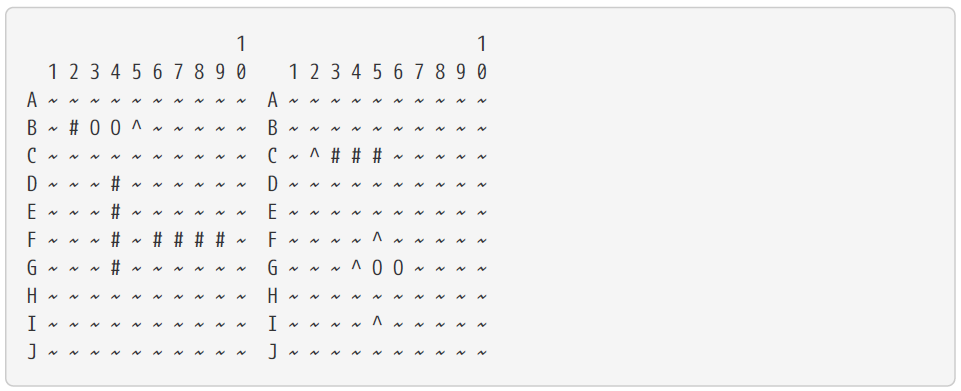 1                      1
  1 2 3 4 5 6 7 8 9 0    1 2 3 4 5 6 7 8 9 0
A ~ ~ ~ ~ ~ ~ ~ ~ ~ ~  A ~ ~ ~ ~ ~ ~ ~ ~ ~ ~
B ~ # O O ^ ~ ~ ~ ~ ~  B ~ ~ ~ ~ ~ ~ ~ ~ ~ ~
C ~ ~ ~ ~ ~ ~ ~ ~ ~ ~  C ~ ^ # # # ~ ~ ~ ~ ~
D ~ ~ ~ # ~ ~ ~ ~ ~ ~  D ~ ~ ~ ~ ~ ~ ~ ~ ~ ~
E ~ ~ ~ # ~ ~ ~ ~ ~ ~  E ~ ~ ~ ~ ~ ~ ~ ~ ~ ~
F ~ ~ ~ # ~ # # # # ~  F ~ ~ ~ ~ ^ ~ ~ ~ ~ ~
G ~ ~ ~ # ~ ~ ~ ~ ~ ~  G ~ ~ ~ ^ O O ~ ~ ~ ~
H ~ ~ ~ ~ ~ ~ ~ ~ ~ ~  H ~ ~ ~ ~ ~ ~ ~ ~ ~ ~
I ~ ~ ~ ~ ~ ~ ~ ~ ~ ~  I ~ ~ ~ ~ ^ ~ ~ ~ ~ ~
J ~ ~ ~ ~ ~ ~ ~ ~ ~ ~  J ~ ~ ~ ~ ~ ~ ~ ~ ~ ~